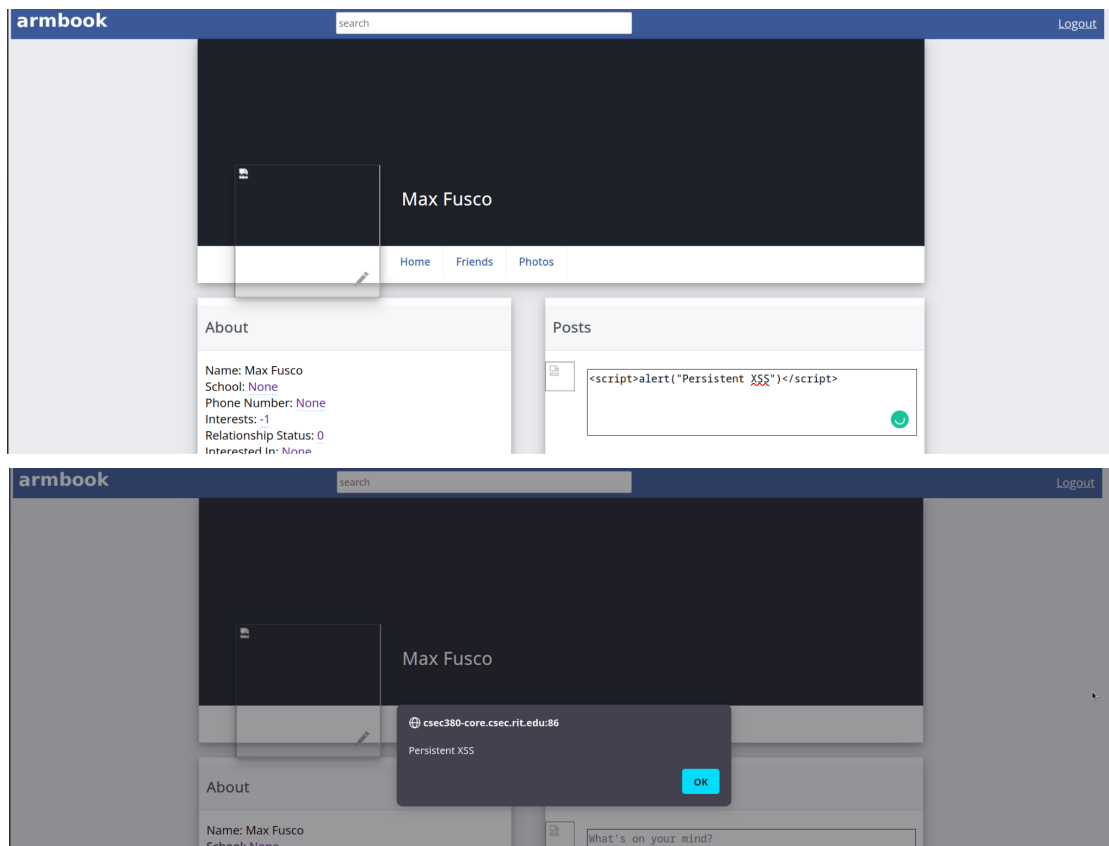 armbook
search
Logout
Max Fusco
Home Friends Photos
About
Posts
Name: Max Fusco
School: None
Phone Number: None
Interests: -1
Relationship Status: 0
Interested In: None
<script>alert("Persistent XSS")</script>
armbook
search
Logout
Max Fusco
csec380-core.csec.rit.edu:86
Persistent XSS
OK
About
Name: Max Fusco
School: None
What's on your mind?